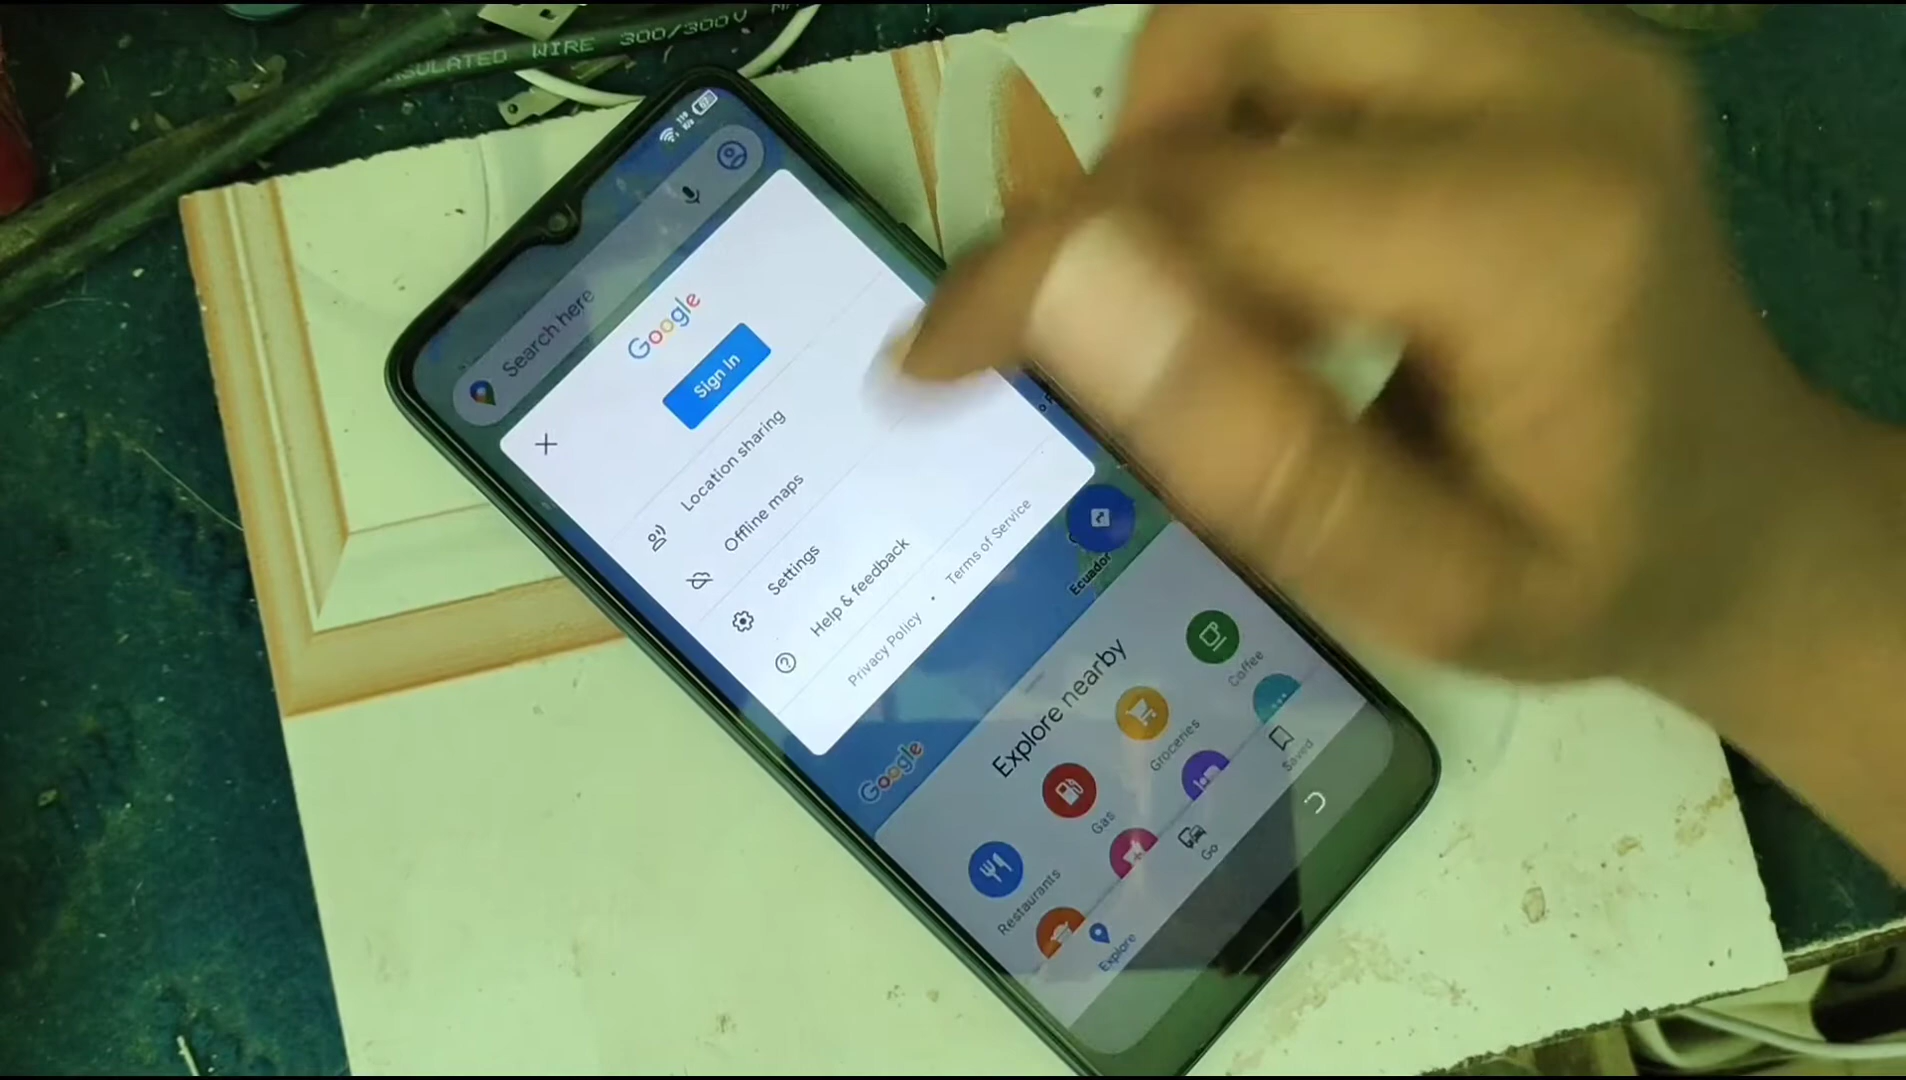 INSULATED WIRE 300/300V
Search here
Google
Sign in
Location sharing
Offline maps
Settings
Help & feedback
Privacy Policy • Terms of Service
Ecuador
Google
Explore nearby
Restaurants
Gas
Groceries
Coffee
Explore
Go
Saved